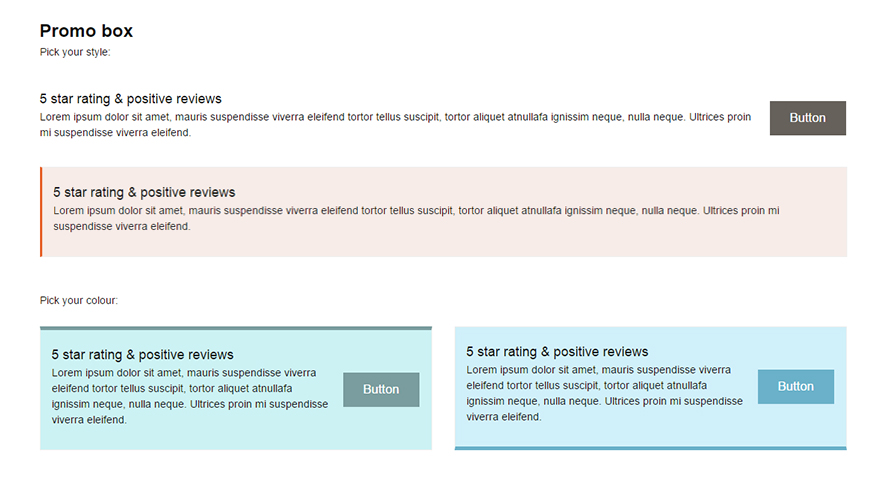 Promo box
Pick your style:
5 star rating & positive reviews
Lorem ipsum dolor sit amet, mauris suspendisse viverra eleifend tortor tellus suscipit, tortor aliquet atnullafa ignissim neque, nulla neque. Ultrices proin
mi suspendisse viverra eleifend.
Button
5 star rating & positive reviews
Lorem ipsum dolor sit amet, mauris suspendisse viverra eleifend tortor tellus suscipit, tortor aliquet atnullafa ignissim neque, nulla neque. Ultrices proin mi
suspendisse viverra eleifend.
Pick your colour:
5 star rating & positive reviews
Lorem ipsum dolor sit amet, mauris suspendisse viverra
eleifend tortor tellus suscipit, tortor aliquet atnullafa
ignissim neque, nulla neque. Ultrices proin mi suspendisse
viverra eleifend.
Button
5 star rating & positive reviews
Lorem ipsum dolor sit amet, mauris suspendisse viverra
eleifend tortor tellus suscipit, tortor aliquet atnullafa
ignissim neque, nulla neque. Ultrices proin mi suspendisse
viverra eleifend.
Button